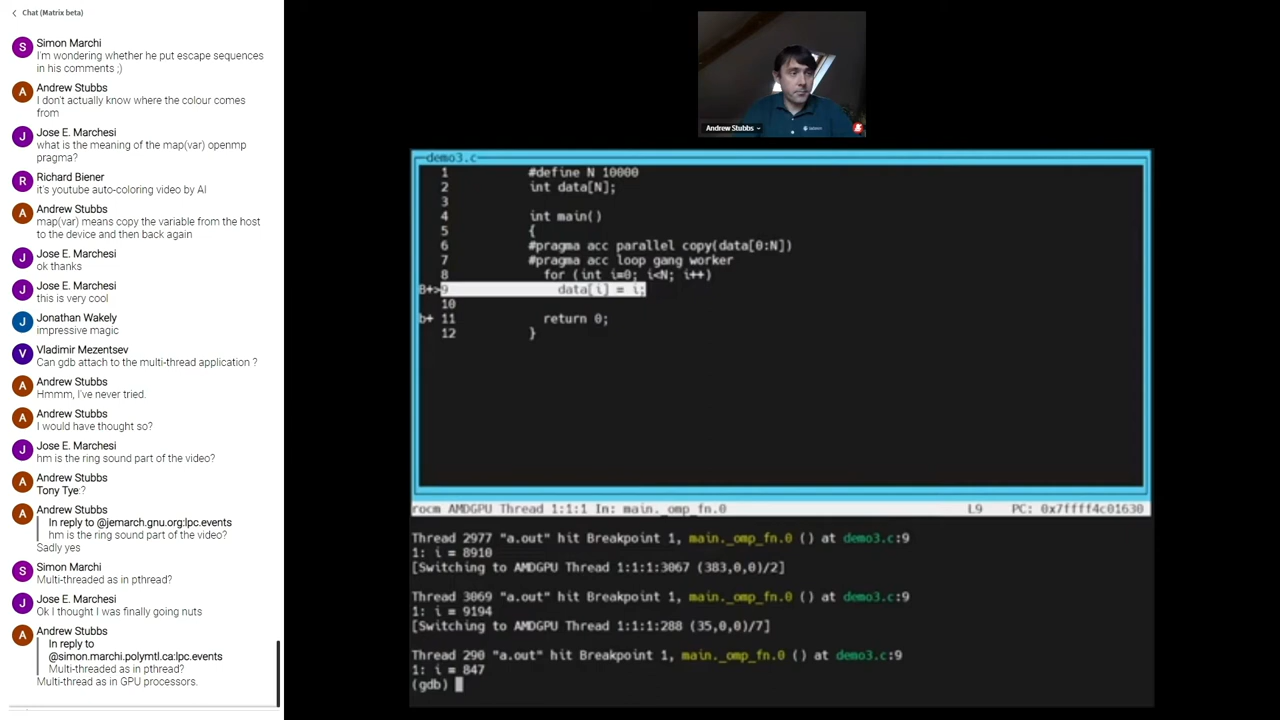 Chat (Matrix beta)
S
Simon Marchi
I'm wondering whether he put escape sequences
in his comments ;)
A
Andrew Stubbs
I don't actually know where the colour comes
from
J
Jose E. Marchesi
what is the meaning of the map(var) openmp
pragma?
R
Richard Biener
it's youtube auto-coloring video by AI
A
Andrew Stubbs
map(var) means copy the variable from the host
to the device and then back again
J
Jose E. Marchesi
ok thanks
J
Jose E. Marchesi
this is very cool
J
Jonathan Wakely
impressive magic
V
Vladimir Mezentsev
Can gdb attach to the multi-thread application ?
A
Andrew Stubbs
Hmmm, I've never tried.
A
Andrew Stubbs
I would have thought so?
J
Jose E. Marchesi
hm is the ring sound part of the video?
A
Andrew Stubbs
Tony Tye:?
A
Andrew Stubbs
In reply to @jemarch.gnu.org:lpc.events
hm is the ring sound part of the video?
Sadly yes
S
Simon Marchi
Multi-threaded as in pthread?
J
Jose E. Marchesi
Ok I thought I was finally going nuts
A
Andrew Stubbs
In reply to
@simon.marchi.polymtl.ca:lpc.events
Multi-threaded as in pthread?
Multi-thread as in GPU processors.
Andrew Stubbs
demo3.c
1 #define N 10000
2 int data[N];
3
4 int main()
5 {
6 #pragma acc parallel copy(data[0:N])
7 #pragma acc loop gang worker
8 for (int i=0; i<N; i++)
B+>9 data[i] = i;
10
b+ 11 return 0;
12 }
rocm AMDGPU Thread 1:1:1 In: main._omp_fn.0 L9 PC: 0x7ffff4c01630
Thread 2977 "a.out" hit Breakpoint 1, main._omp_fn.0 () at demo3.c:9
1: i = 8910
[Switching to AMDGPU Thread 1:1:1:3067 (383,0,0)/2]
Thread 3069 "a.out" hit Breakpoint 1, main._omp_fn.0 () at demo3.c:9
1: i = 9194
[Switching to AMDGPU Thread 1:1:1:288 (35,0,0)/7]
Thread 290 "a.out" hit Breakpoint 1, main._omp_fn.0 () at demo3.c:9
1: i = 847
(gdb)